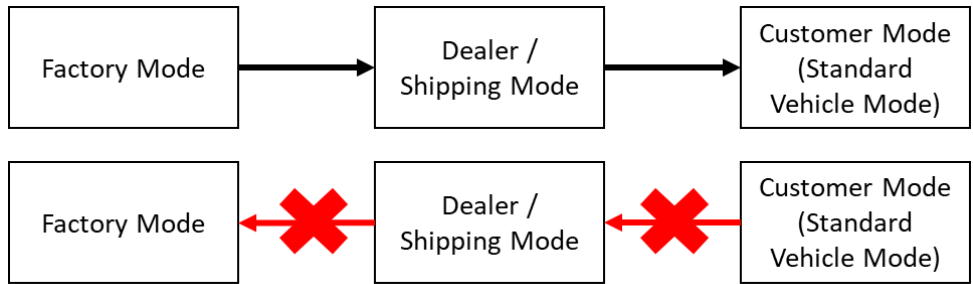 Factory Mode
Dealer /
Shipping Mode
Customer Mode
(Standard
Vehicle Mode)
Factory Mode
Dealer /
Shipping Mode
Customer Mode
(Standard
Vehicle Mode)